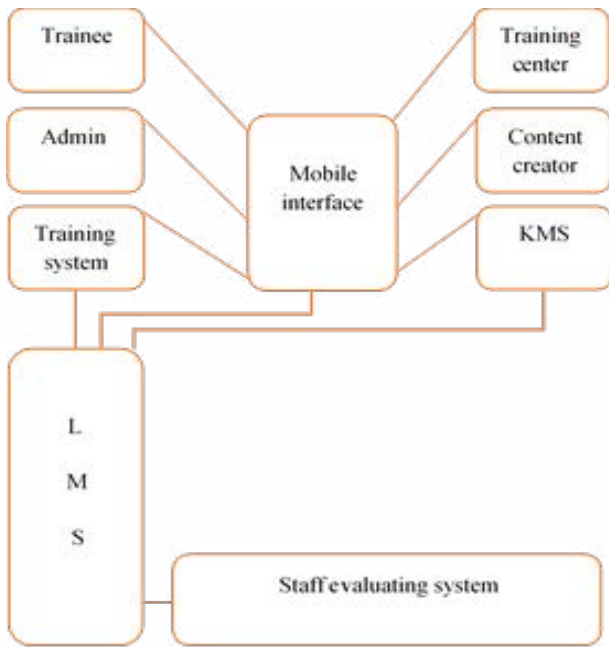 Trainee
Training
center
Admin
Mobile
interface
Content
creator
Training
system
KMS
L
M
S
Staff evaluating system